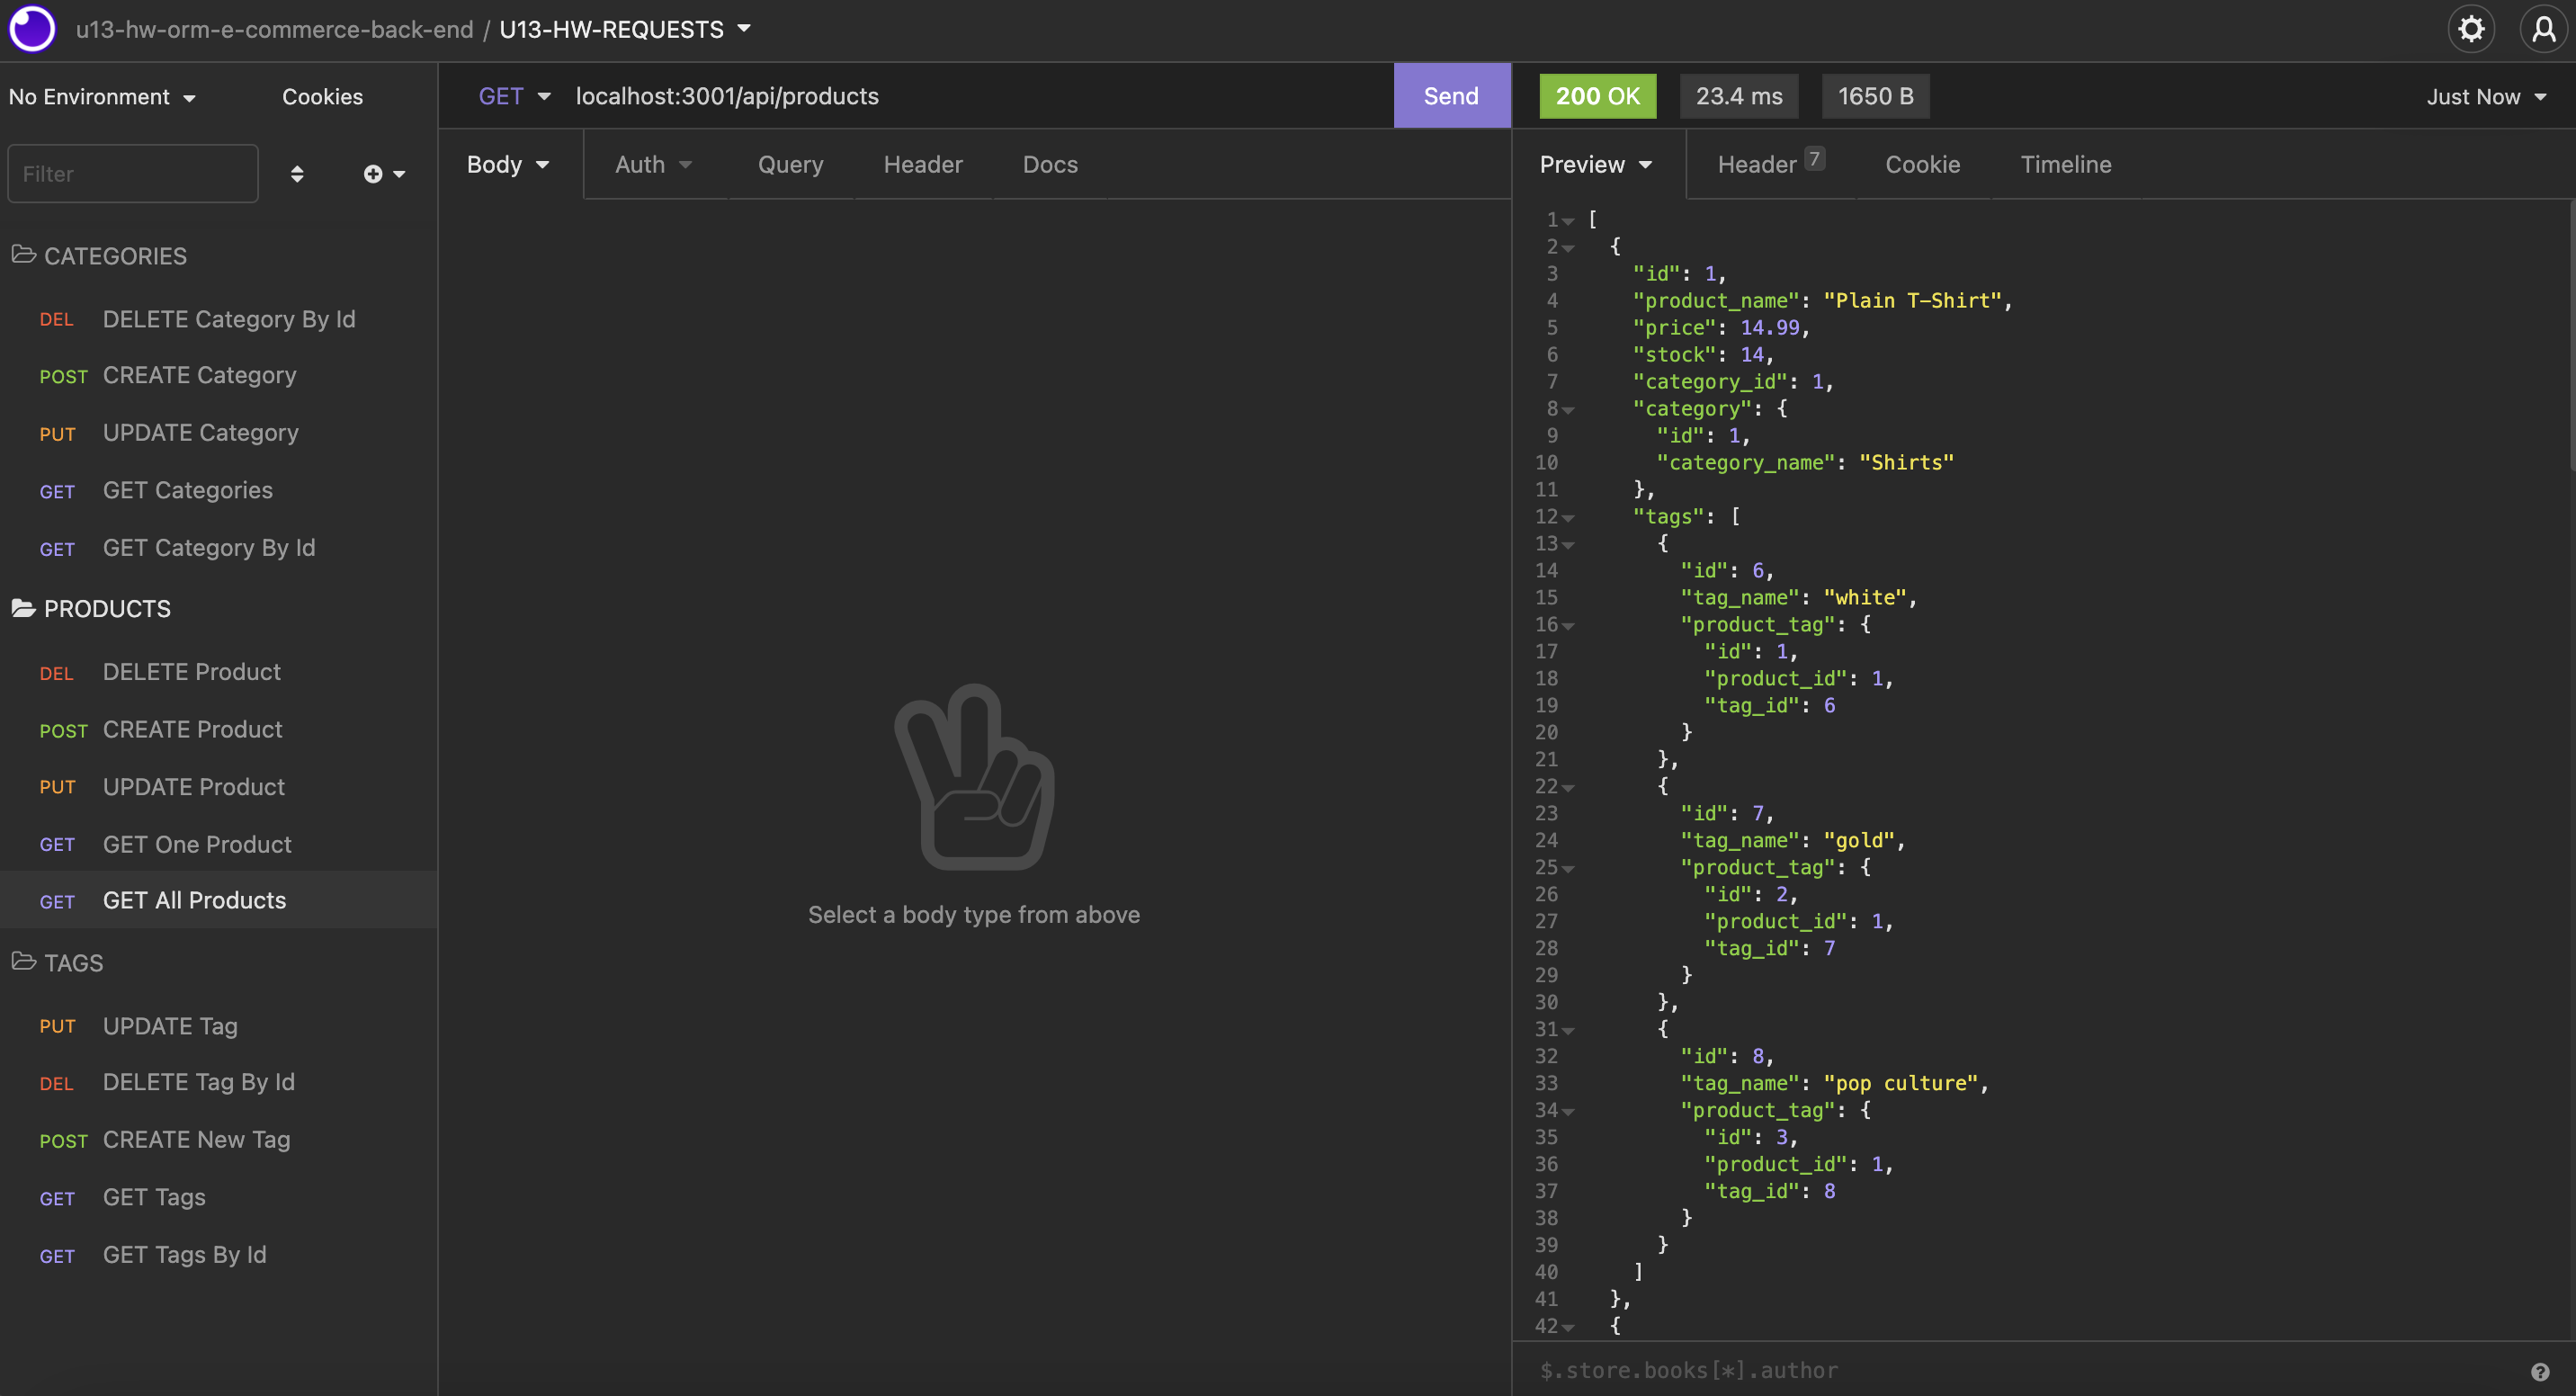 u13-hw-orm-e-commerce-back-end / U13-HW-REQUESTS
No Environment
Cookies
Filter
CATEGORIES
DEL DELETE Category By Id
POST CREATE Category
PUT UPDATE Category
GET GET Categories
GET GET Category By Id
PRODUCTS
DEL DELETE Product
POST CREATE Product
PUT UPDATE Product
GET GET One Product
GET GET All Products
TAGS
PUT UPDATE Tag
DEL DELETE Tag By Id
POST CREATE New Tag
GET GET Tags
GET GET Tags By Id
GET localhost:3001/api/products Send
Body Auth Query Header Docs
Select a body type from above
200 OK 23.4 ms 1650 B Just Now
Preview Header 7 Cookie Timeline
1 [
2 {
3 "id": 1,
4 "product_name": "Plain T-Shirt",
5 "price": 14.99,
6 "stock": 14,
7 "category_id": 1,
8 "category": {
9 "id": 1,
10 "category_name": "Shirts"
11 },
12 "tags": [
13 {
14 "id": 6,
15 "tag_name": "white",
16 "product_tag": {
17 "id": 1,
18 "product_id": 1,
19 "tag_id": 6
20 }
21 },
22 {
23 "id": 7,
24 "tag_name": "gold",
25 "product_tag": {
26 "id": 2,
27 "product_id": 1,
28 "tag_id": 7
29 }
30 },
31 {
32 "id": 8,
33 "tag_name": "pop culture",
34 "product_tag": {
35 "id": 3,
36 "product_id": 1,
37 "tag_id": 8
38 }
39 }
40 ]
41 },
42 {
$.store.books[*].author